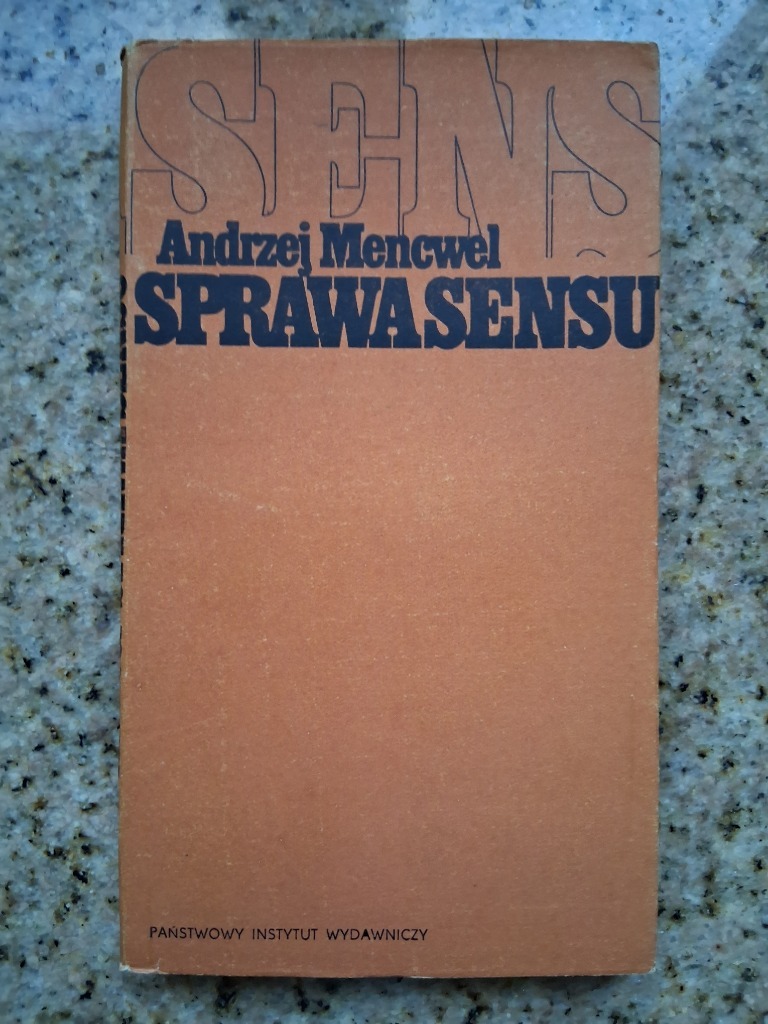 SENS
Andrzej Mencwel
SPRAWA SENSU
PAŃSTWOWY INSTYTUT WYDAWNICZY